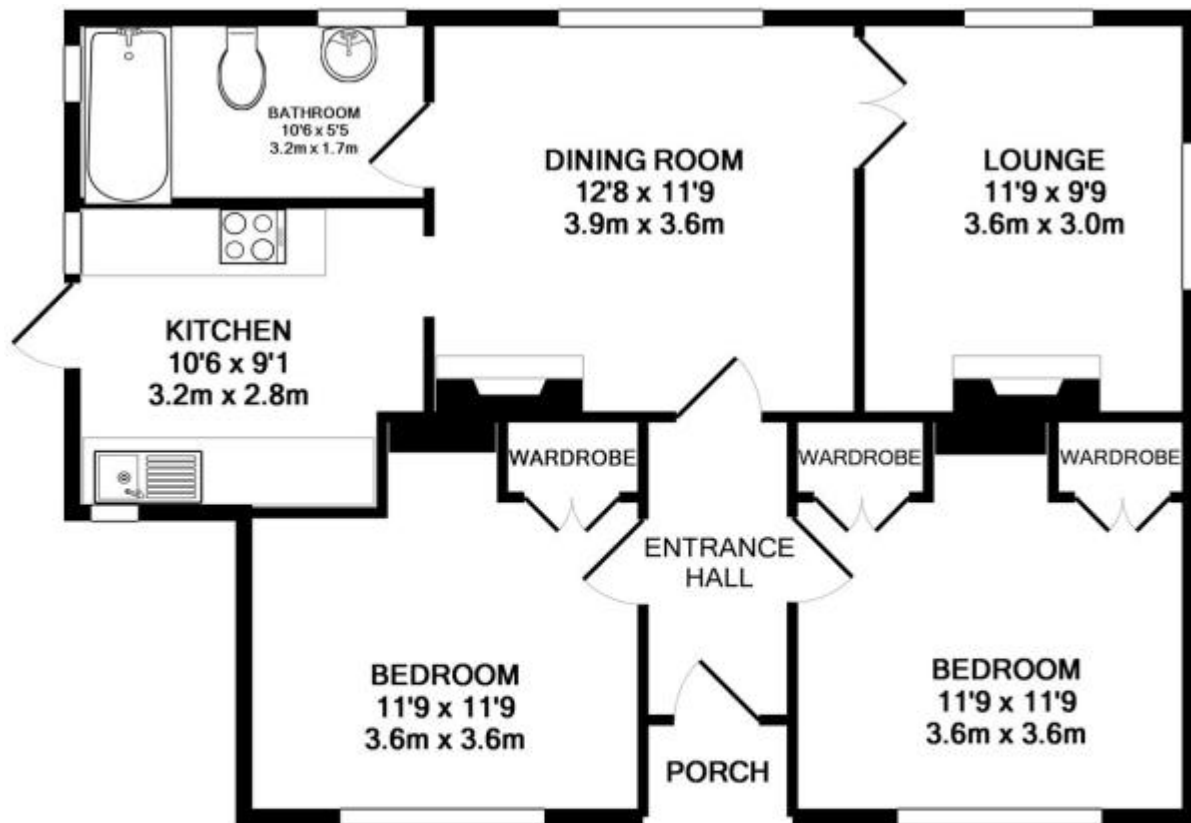 BATHROOM
10'6 x 5'5
3.2m x 1.7m
DINING ROOM
12'8 x 11'9
3.9m x 3.6m
LOUNGE
11'9 x 9'9
3.6m x 3.0m
KITCHEN
10'6 x 9'1
3.2m x 2.8m
WARDROBE
WARDROBE
WARDROBE
ENTRANCE
HALL
BEDROOM
11'9 x 11'9
3.6m x 3.6m
BEDROOM
11'9 x 11'9
3.6m x 3.6m
PORCH